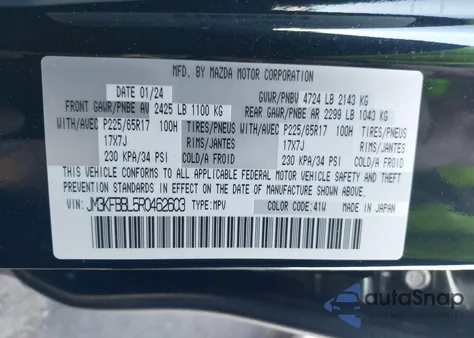 MFD. BY MAZDA MOTOR CORPORATION
DATE 01/24 GVWR/PNBV 4724 LB 2143 KG
FRONT GAWR/PNBE AV 2425 LB 1100 KG REAR GAWR/PNBE AR 2299 LB 1043 KG
WITH/AVEC P225/65R17 100H TIRES/PNEUS WITH/AVEC P225/65R17 100H TIRES/PNEUS
17X7J RIMS/JANTES 17X7J RIMS/JANTES
230 KPA/34 PSI COLD/A FROID 230 KPA/34 PSI COLD/A FROID
THIS VEHICLE CONFORMS TO ALL APPLICABLE FEDERAL MOTOR VEHICLE SAFETY AND
THEFT PREVENTION STANDARDS IN EFFECT ON THE DATE OF MANUFACTURE SHOWN ABOVE.
VIN: JM3KFBBL5R0462603 TYPE: MPV COLOR CODE: 41W MADE IN JAPAN
autoSnap